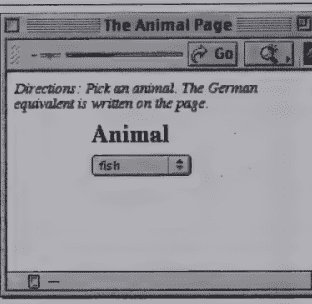 The Animal Page
Go
Directions: Pick an animal. The German
equivalent is written on the page.
Animal
fish